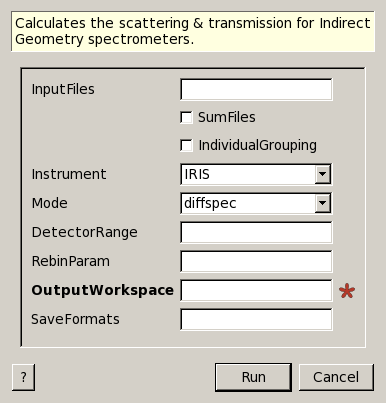 Calculates the scattering & transmission for Indirect
Geometry spectrometers.
InputFiles
SumFiles
IndividualGrouping
Instrument IRIS
Mode diffspec
DetectorRange
RebinParam
OutputWorkspace *
SaveFormats
? Run Cancel